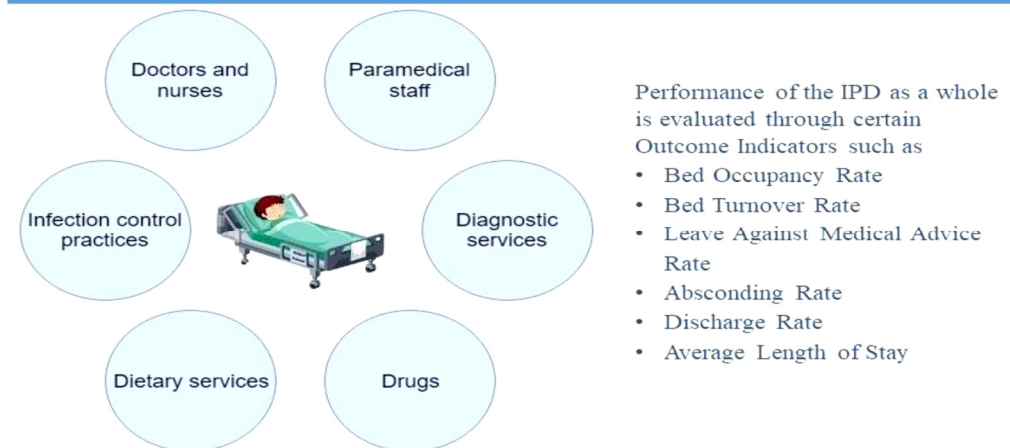 Doctors and
nurses
Paramedical
staff
Infection control
practices
Diagnostic
services
Dietary services
Drugs
Performance of the IPD as a whole
is evaluated through certain
Outcome Indicators such as
• Bed Occupancy Rate
• Bed Turnover Rate
• Leave Against Medical Advice
Rate
• Absconding Rate
• Discharge Rate
• Average Length of Stay